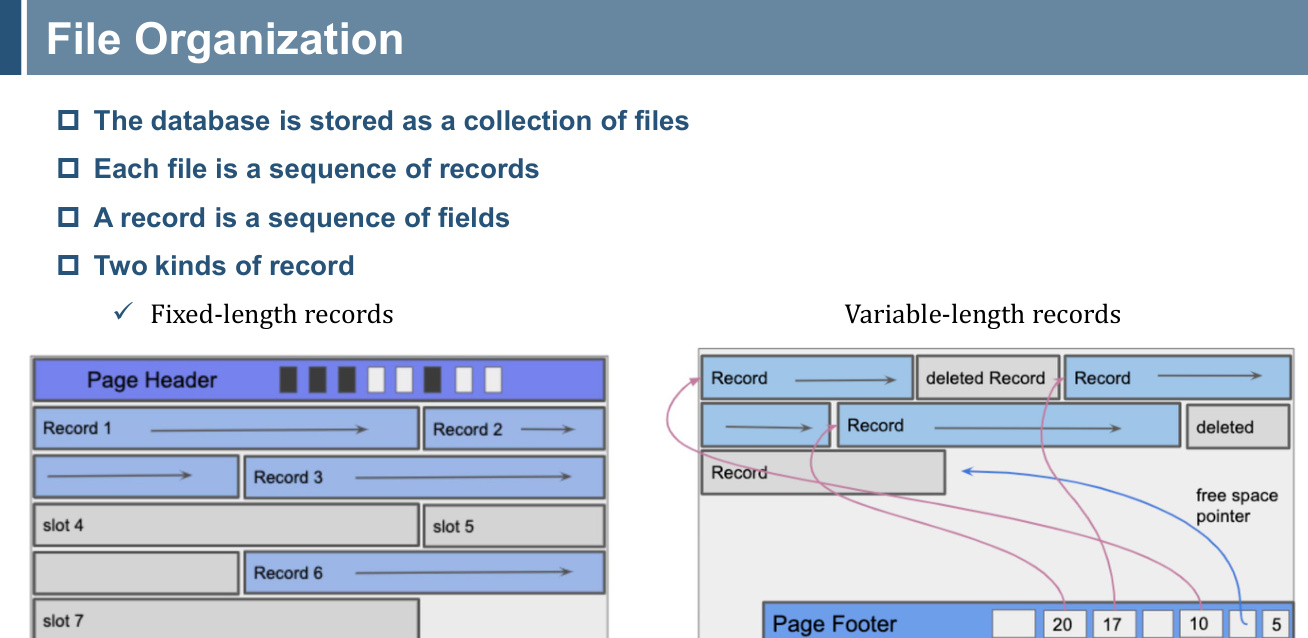 File Organization
The database is stored as a collection of files
Each file is a sequence of records
A record is a sequence of fields
Two kinds of record
Fixed-length records
Variable-length records
Page Header
Record 1
Record 2
Record 3
slot 4
slot 5
Record 6
slot 7
Record
deleted Record
Record
Record
deleted
Record
free space
pointer
Page Footer
20
17
10
5